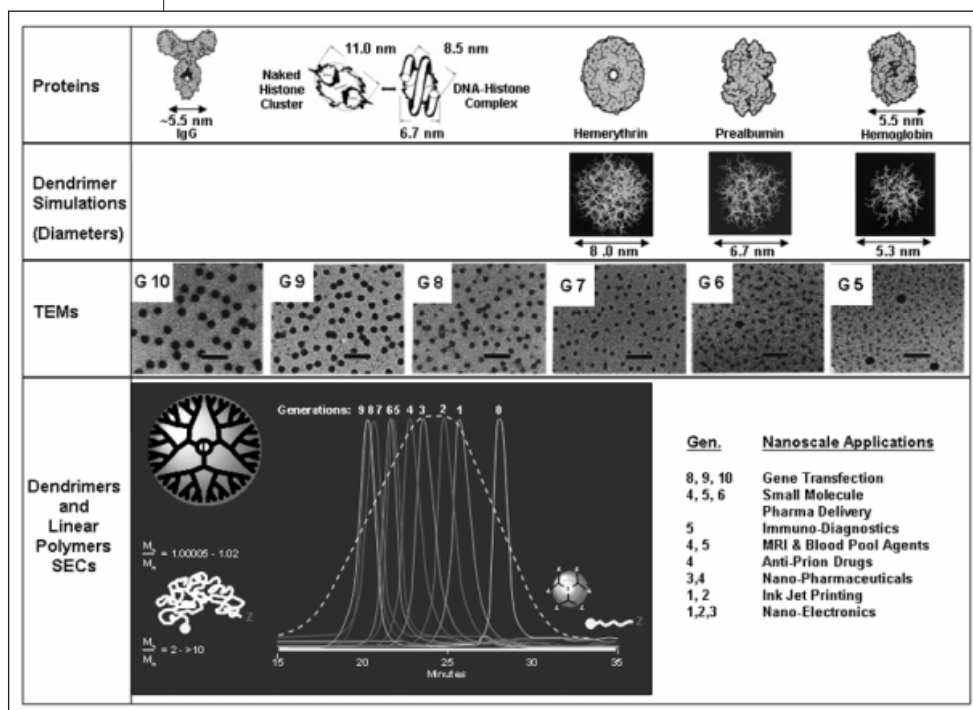 Proteins
~5.5 nm
IgG
11.0 nm
8.5 nm
Naked
Histone
Cluster
DNA-Histone
Complex
6.7 nm
Hemerythrin
Prealbumin
5.5 nm
Hemoglobin
Dendrimer
Simulations
(Diameters)
8 .0 nm
6.7 nm
5.3 nm
TEMs
G 10
G 9
G 8
G 7
G 6
G 5
Dendrimers
and
Linear
Polymers
SECs
Generations: 9 8 7 6 5 4 3 2 1 0
= 1.00005 - 1.02
Z
= 2 - >10
Z
15 20 25 30 35
Minutes
Gen. Nanoscale Applications
8, 9, 10 Gene Transfection
4, 5, 6 Small Molecule
Pharma Delivery
5 Immuno-Diagnostics
4, 5 MRI & Blood Pool Agents
4 Anti-Prion Drugs
3,4 Nano-Pharmaceuticals
1, 2 Ink Jet Printing
1,2,3 Nano-Electronics